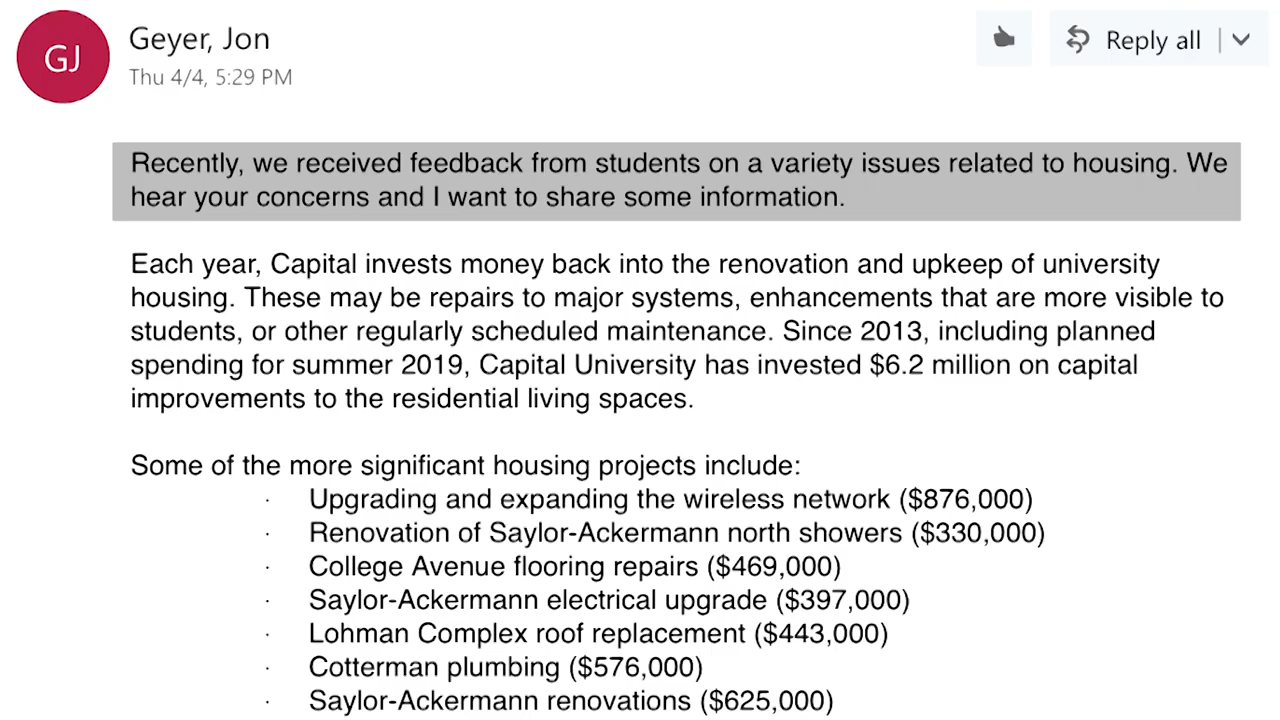 GJ
Geyer, Jon
Thu 4/4, 5:29 PM
Reply all
Recently, we received feedback from students on a variety issues related to housing. We
hear your concerns and I want to share some information.
Each year, Capital invests money back into the renovation and upkeep of university
housing. These may be repairs to major systems, enhancements that are more visible to
students, or other regularly scheduled maintenance. Since 2013, including planned
spending for summer 2019, Capital University has invested $6.2 million on capital
improvements to the residential living spaces.
Some of the more significant housing projects include:
· Upgrading and expanding the wireless network ($876,000)
· Renovation of Saylor-Ackermann north showers ($330,000)
· College Avenue flooring repairs ($469,000)
· Saylor-Ackermann electrical upgrade ($397,000)
· Lohman Complex roof replacement ($443,000)
· Cotterman plumbing ($576,000)
· Saylor-Ackermann renovations ($625,000)